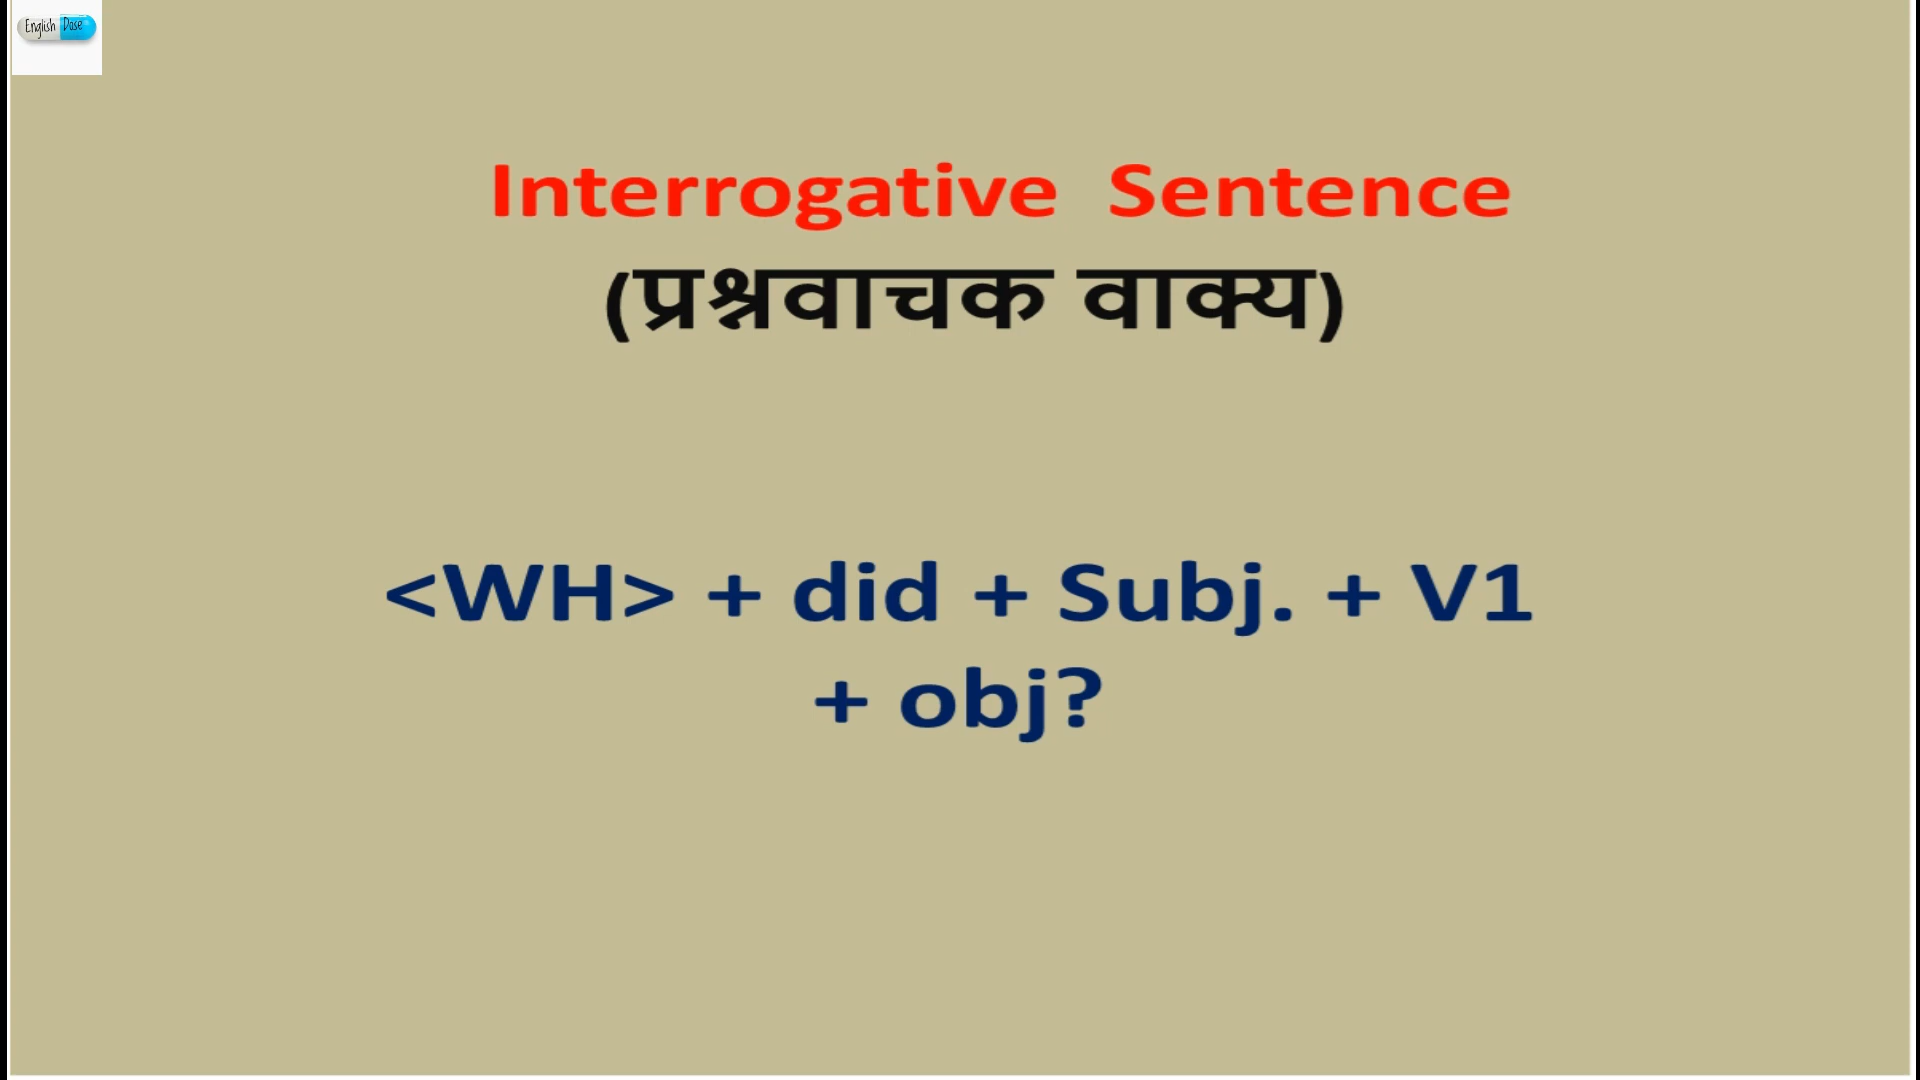 English Dose
Interrogative Sentence
(प्रश्नवाचक वाक्य)
<WH> + did + Subj. + V1
+ obj?